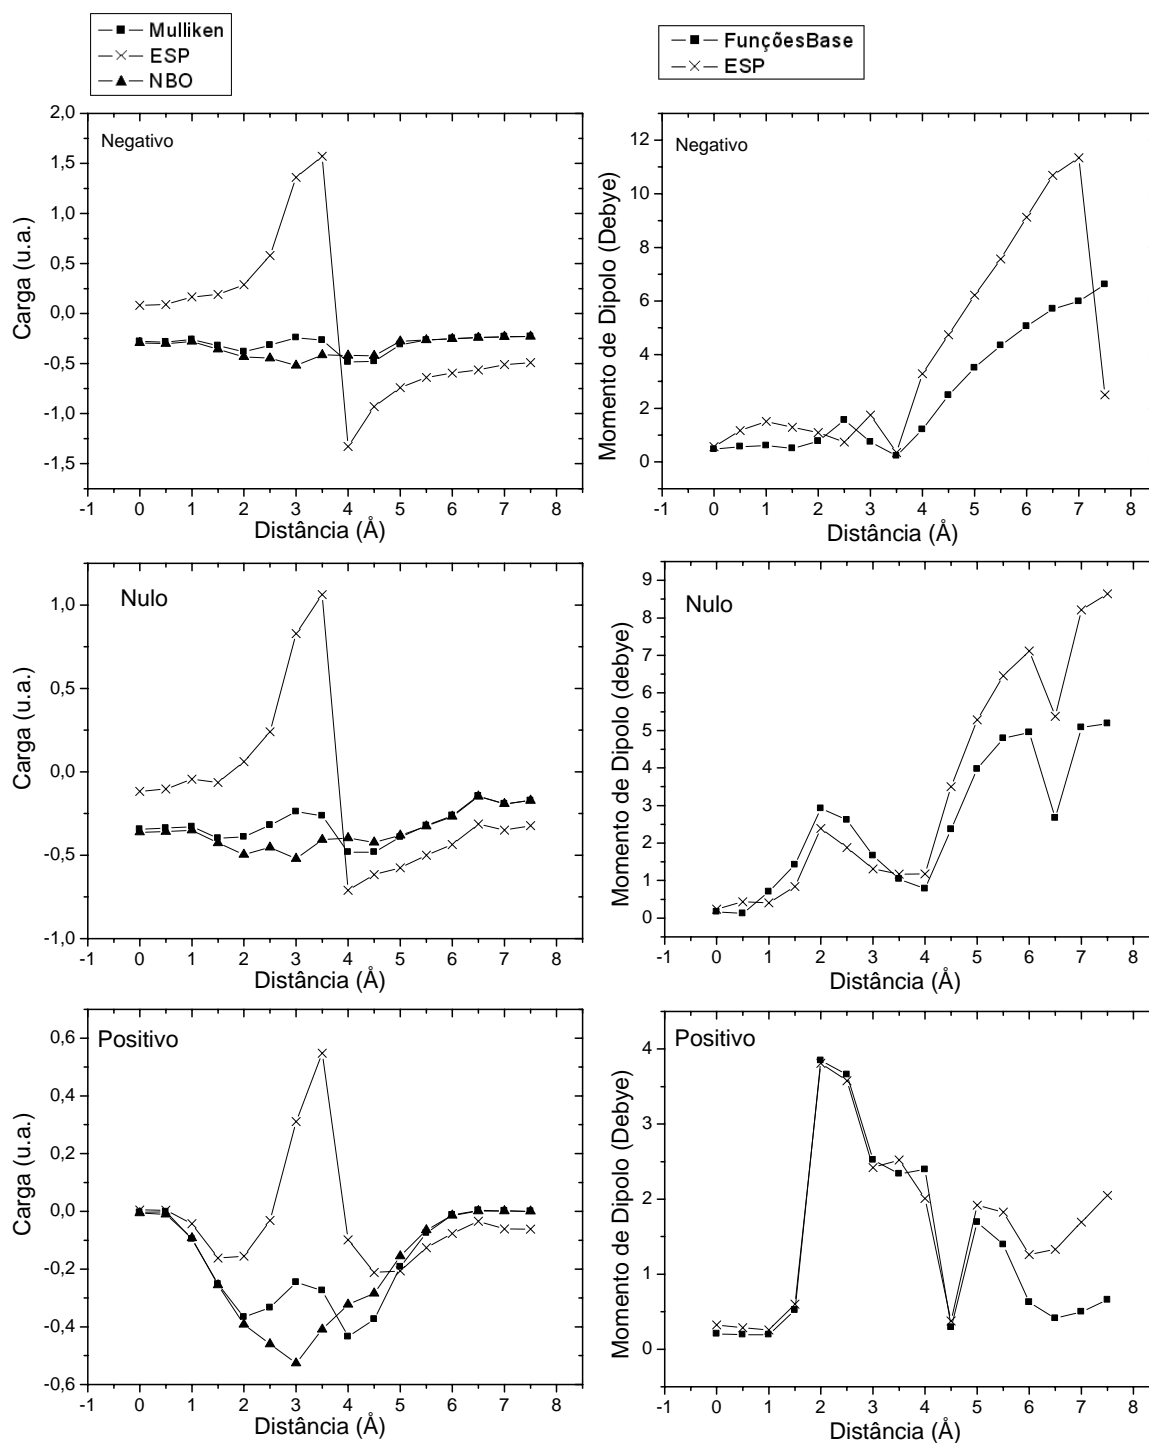 Mulliken
ESP
NBO
FunçõesBase
ESP
2,0
1,5
1,0
0,5
0,0
-0,5
-1,0
-1,5
Carga (u.a.)
Negativo
-1 0 1 2 3 4 5 6 7 8
Distância (Å)
12
10
8
6
4
2
0
Momento de Dipolo (Debye)
Negativo
-1 0 1 2 3 4 5 6 7 8
Distância (Å)
1,0
0,5
0,0
-0,5
-1,0
Carga (u.a.)
Nulo
-1 0 1 2 3 4 5 6 7 8
Distância (Å)
9
8
7
6
5
4
3
2
1
0
Momento de Dipolo (debye)
Nulo
-1 0 1 2 3 4 5 6 7 8
Distância (Å)
0,6
0,4
0,2
0,0
-0,2
-0,4
-0,6
Carga (u.a.)
Positivo
-1 0 1 2 3 4 5 6 7 8
Distância (Å)
4
3
2
1
0
Momento de Dipolo (Debye)
Positivo
-1 0 1 2 3 4 5 6 7 8
Distância (Å)